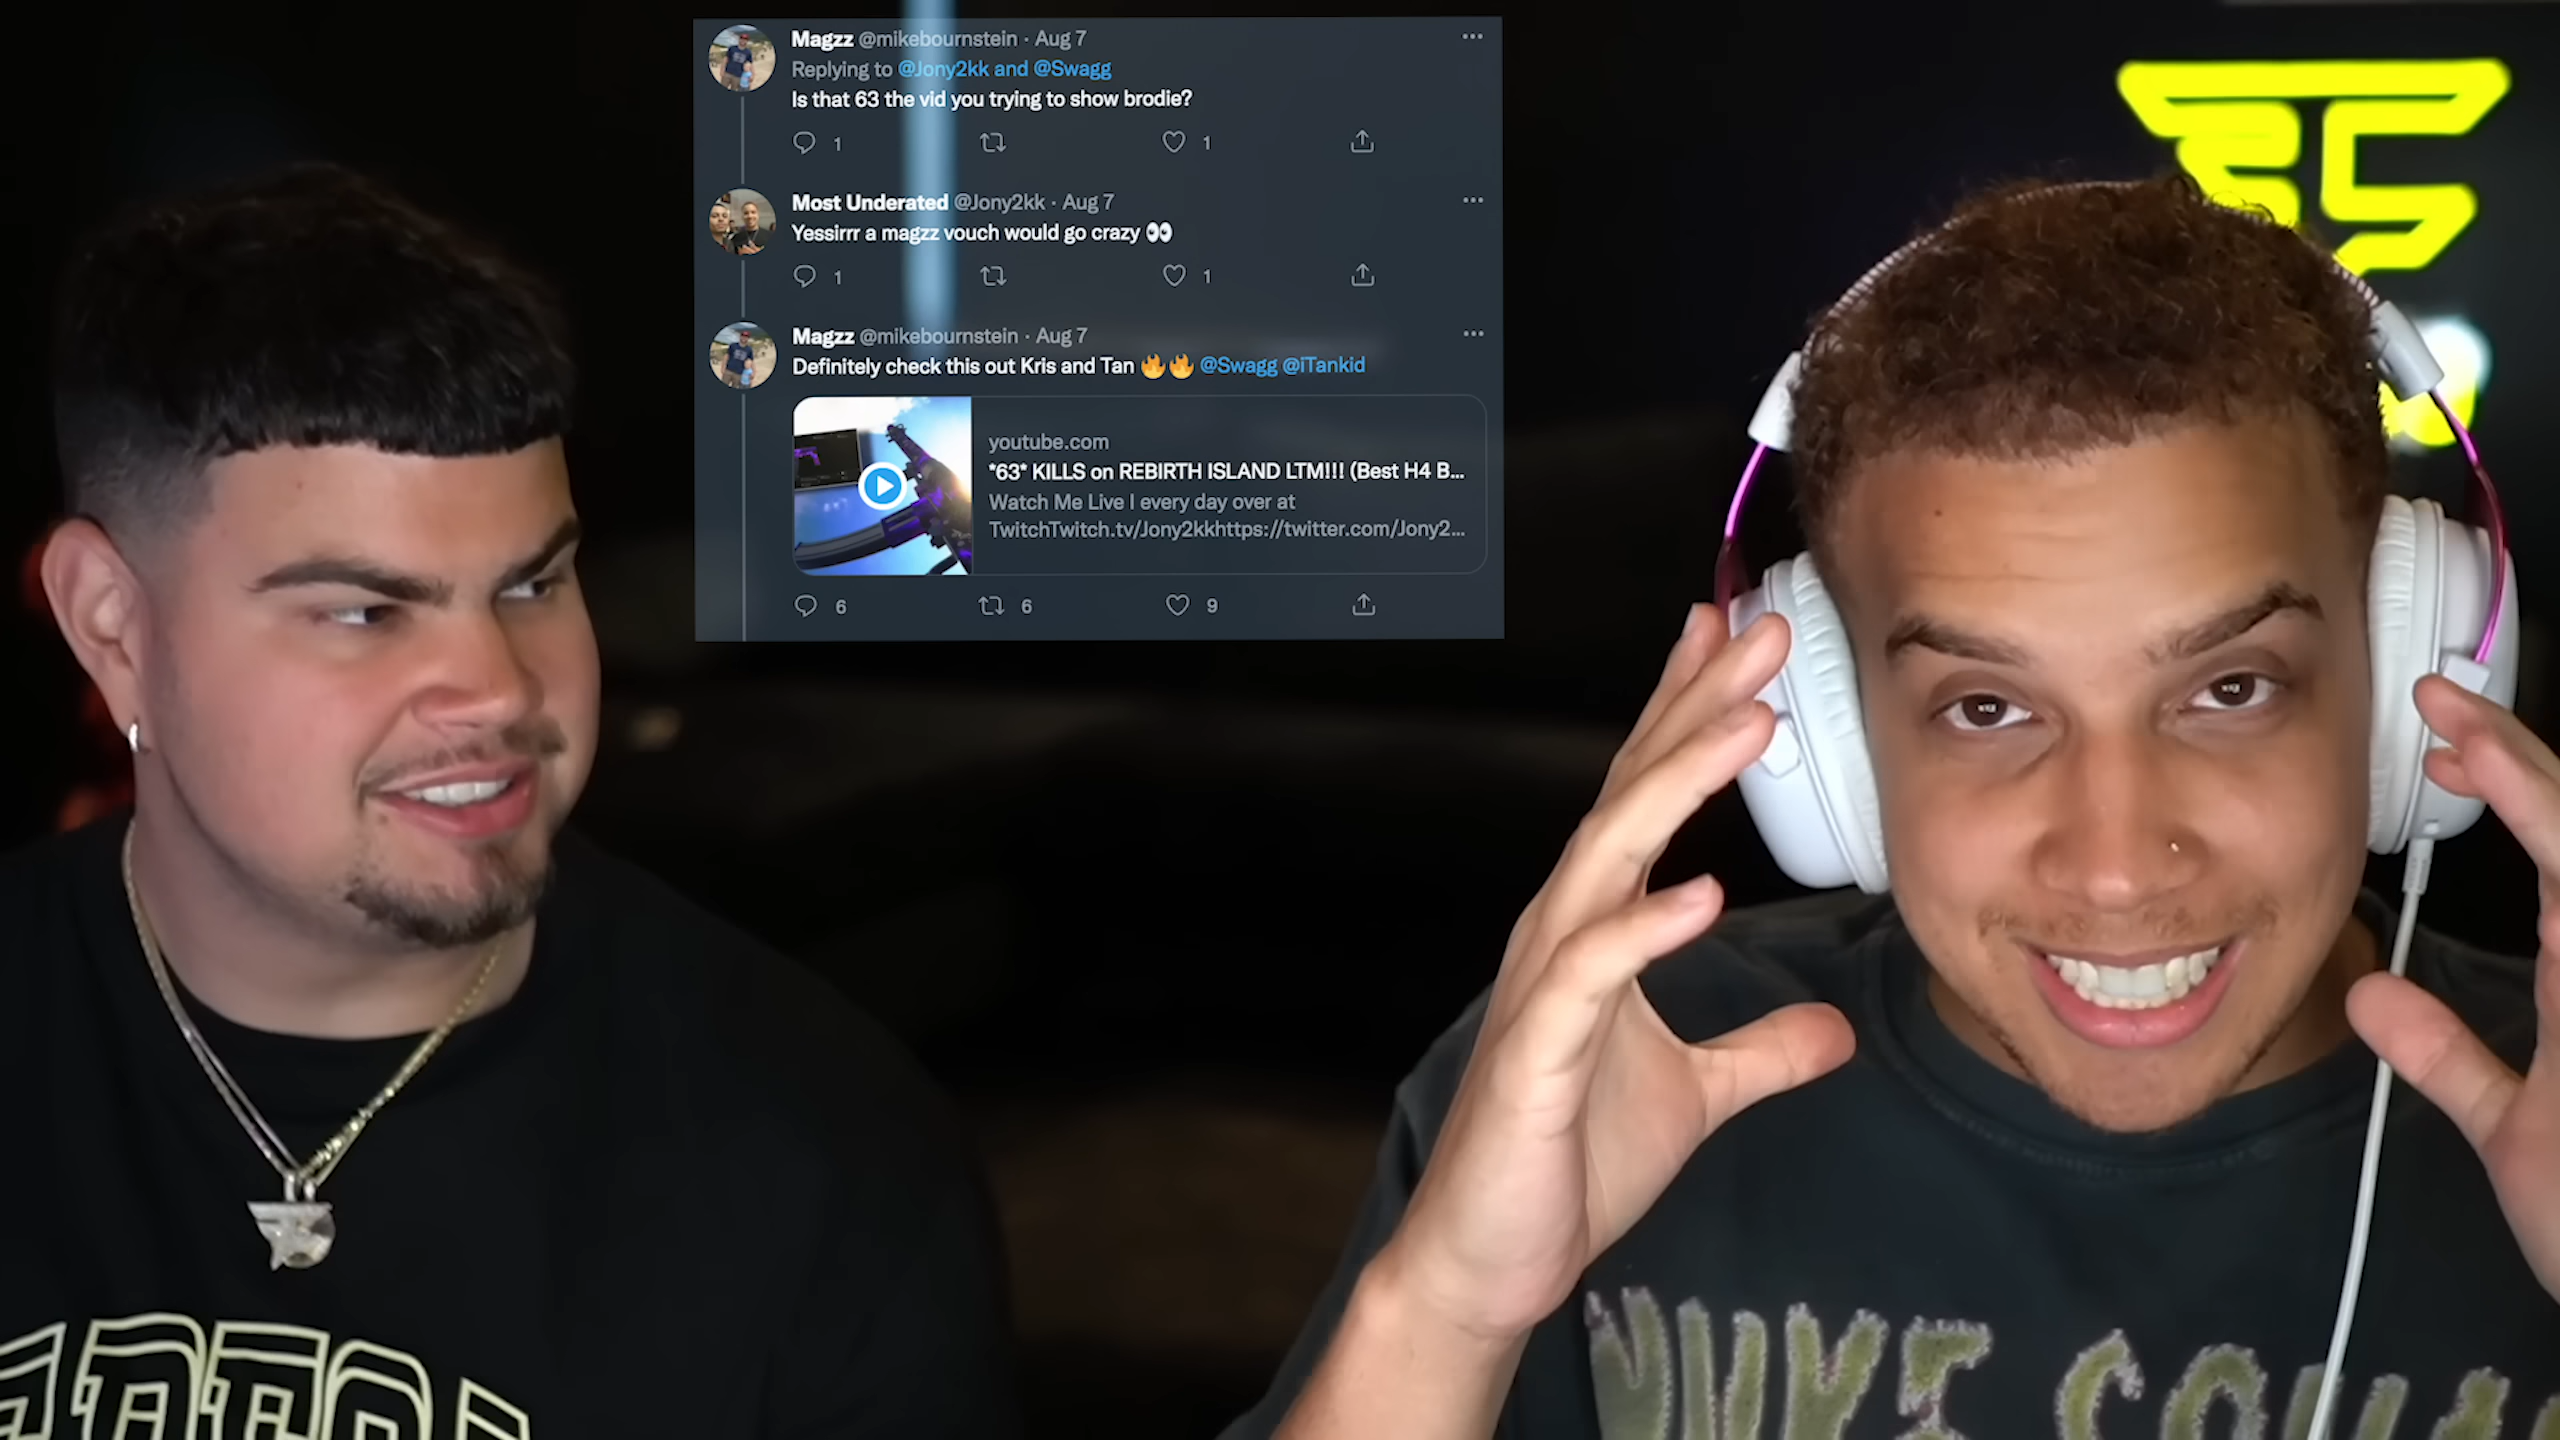 Magzz @mikebournstein · Aug 7
Replying to @Jony2kk and @Swagg
Is that 63 the vid you trying to show brodie?
1 1
Most Underated @Jony2kk · Aug 7
Yessirrr a magzz vouch would go crazy 👀
1 1
Magzz @mikebournstein · Aug 7
Definitely check this out Kris and Tan 🔥🔥 @Swagg @iTankid
youtube.com
*63* KILLS on REBIRTH ISLAND LTM!!! (Best H4 B...
Watch Me Live I every day over at
TwitchTwitch.tv/Jony2kkhttps://twitter.com/Jony2...
6 6 9
NUKE SQUAD